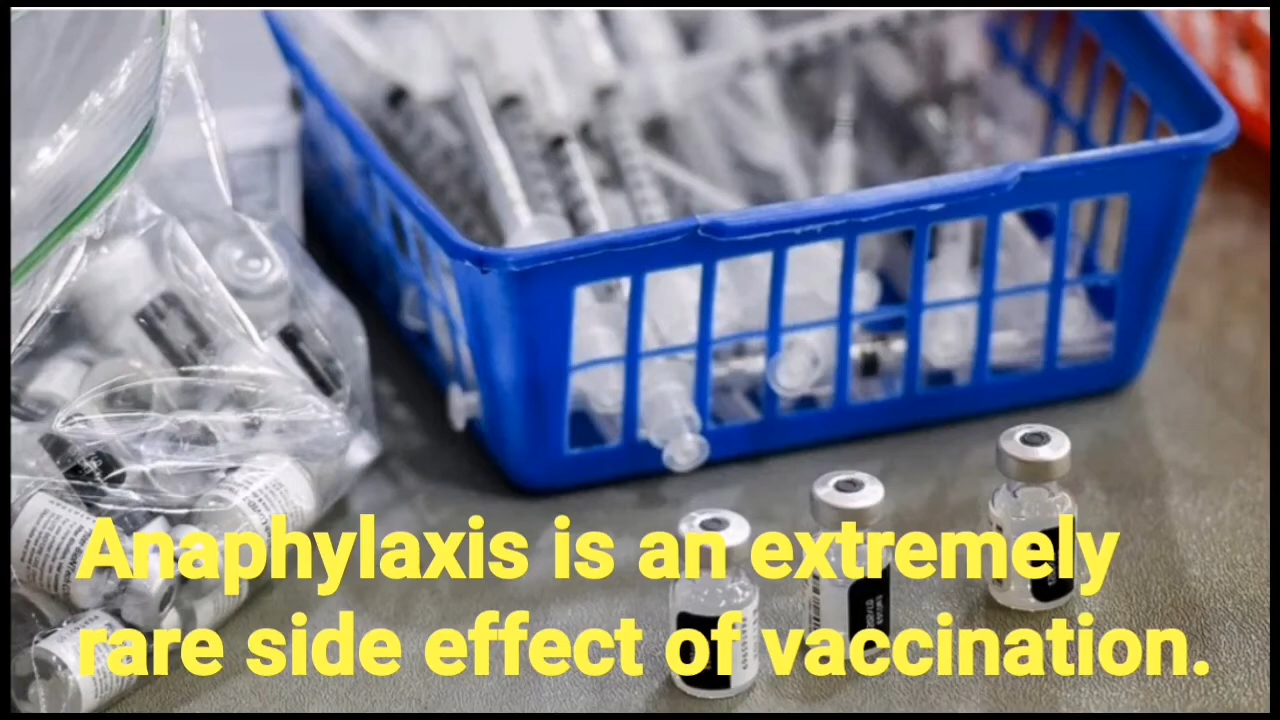 Anaphylaxis is an extremely
rare side effect of vaccination.